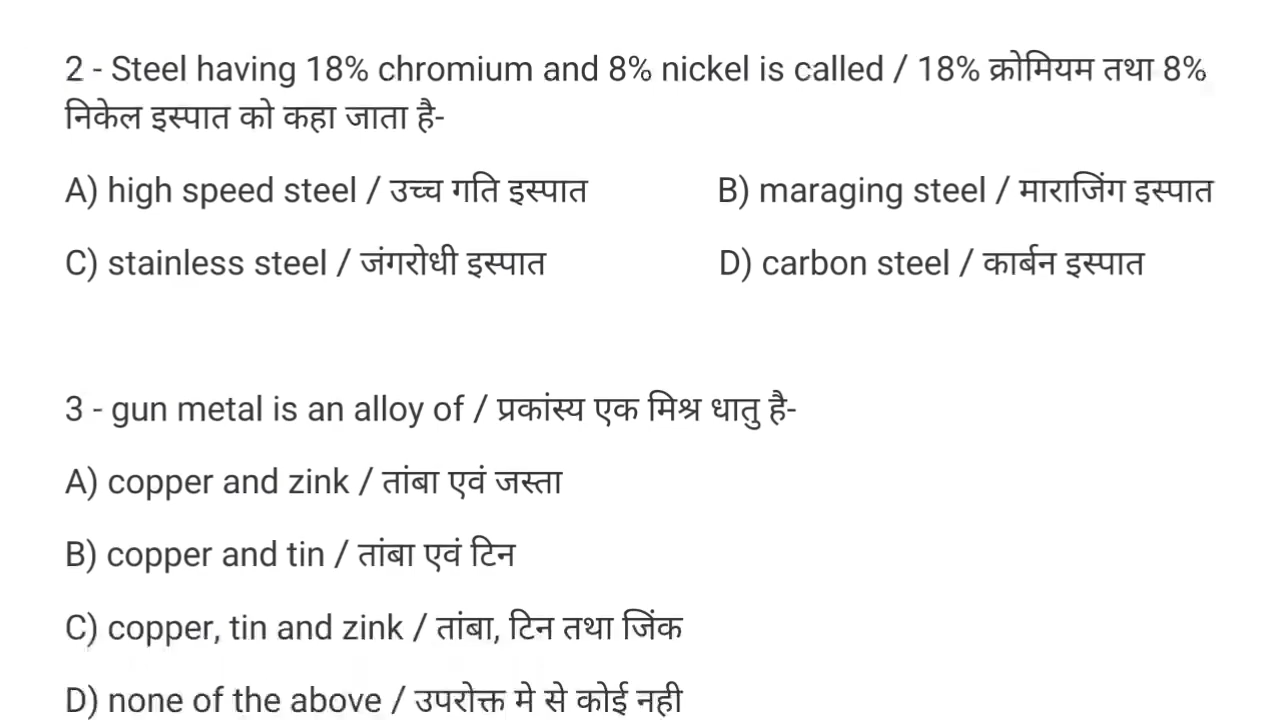 2 - Steel having 18% chromium and 8% nickel is called / 18% क्रोमियम तथा 8%
निकेल इस्पात को कहा जाता है-
A) high speed steel / उच्च गति इस्पात B) maraging steel / माराजिंग इस्पात
C) stainless steel / जंगरोधी इस्पात D) carbon steel / कार्बन इस्पात
3 - gun metal is an alloy of / प्रकांस्य एक मिश्र धातु है-
A) copper and zink / तांबा एवं जस्ता
B) copper and tin / तांबा एवं टिन
C) copper, tin and zink / तांबा, टिन तथा जिंक
D) none of the above / उपरोक्त मे से कोई नही